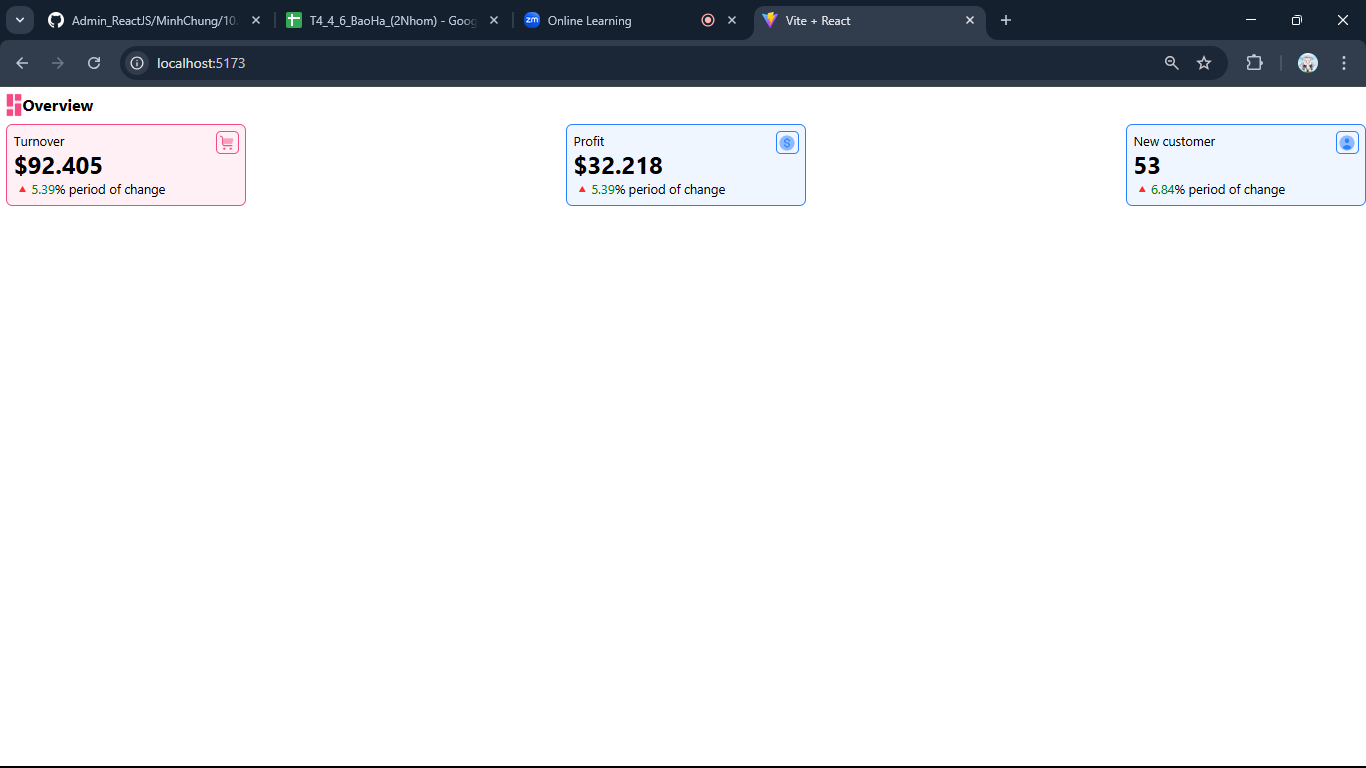 Admin_ReactJS/MinhChung/10.
T4_4_6_BaoHa_(2Nhom) - Goog
zm
Online Learning
Vite + React
localhost:5173
Overview
Turnover
$92.405
5.39% period of change
Profit
$
$32.218
5.39% period of change
New customer
53
6.84% period of change